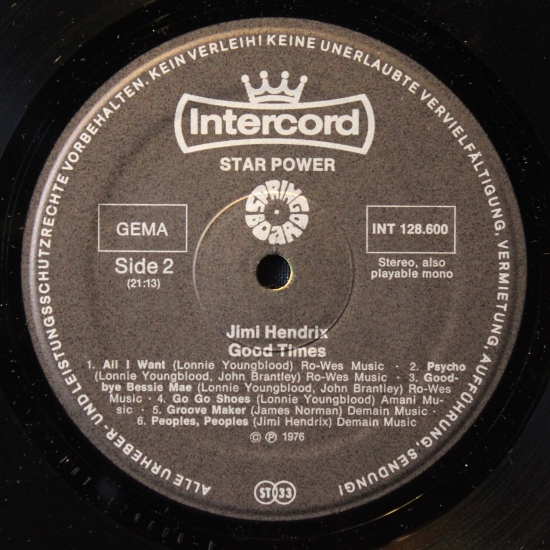 ALLE URHEBER- UND LEISTUNGSSCHUTZRECHTE VORBEHALTEN. KEIN VERLEIH! KEINE UNERLAUBTE VERVIELFÄLTIGUNG, VERMIETUNG, AUFFÜHRUNG, SENDUNG!
Intercord
STAR POWER
SPRING BOARD
GEMA
INT 128.600
Side 2
(21:13)
Stereo, also
playable mono
Jimi Hendrix
Good Times
1. All I Want (Lonnie Youngblood) Ro-Wes Music · 2. Psycho
(Lonnie Youngblood, John Brantley) Ro-Wes Music · 3. Good-
bye Bessie Mae (Lonnie Youngblood, John Brantley) Ro-Wes
Music · 4. Go Go Shoes (Lonnie Youngblood) Amani Mu-
sic · 5. Groove Maker (James Norman) Demain Music ·
6. Peoples, Peoples (Jimi Hendrix) Demain Music
© ℗ 1976
ST 33